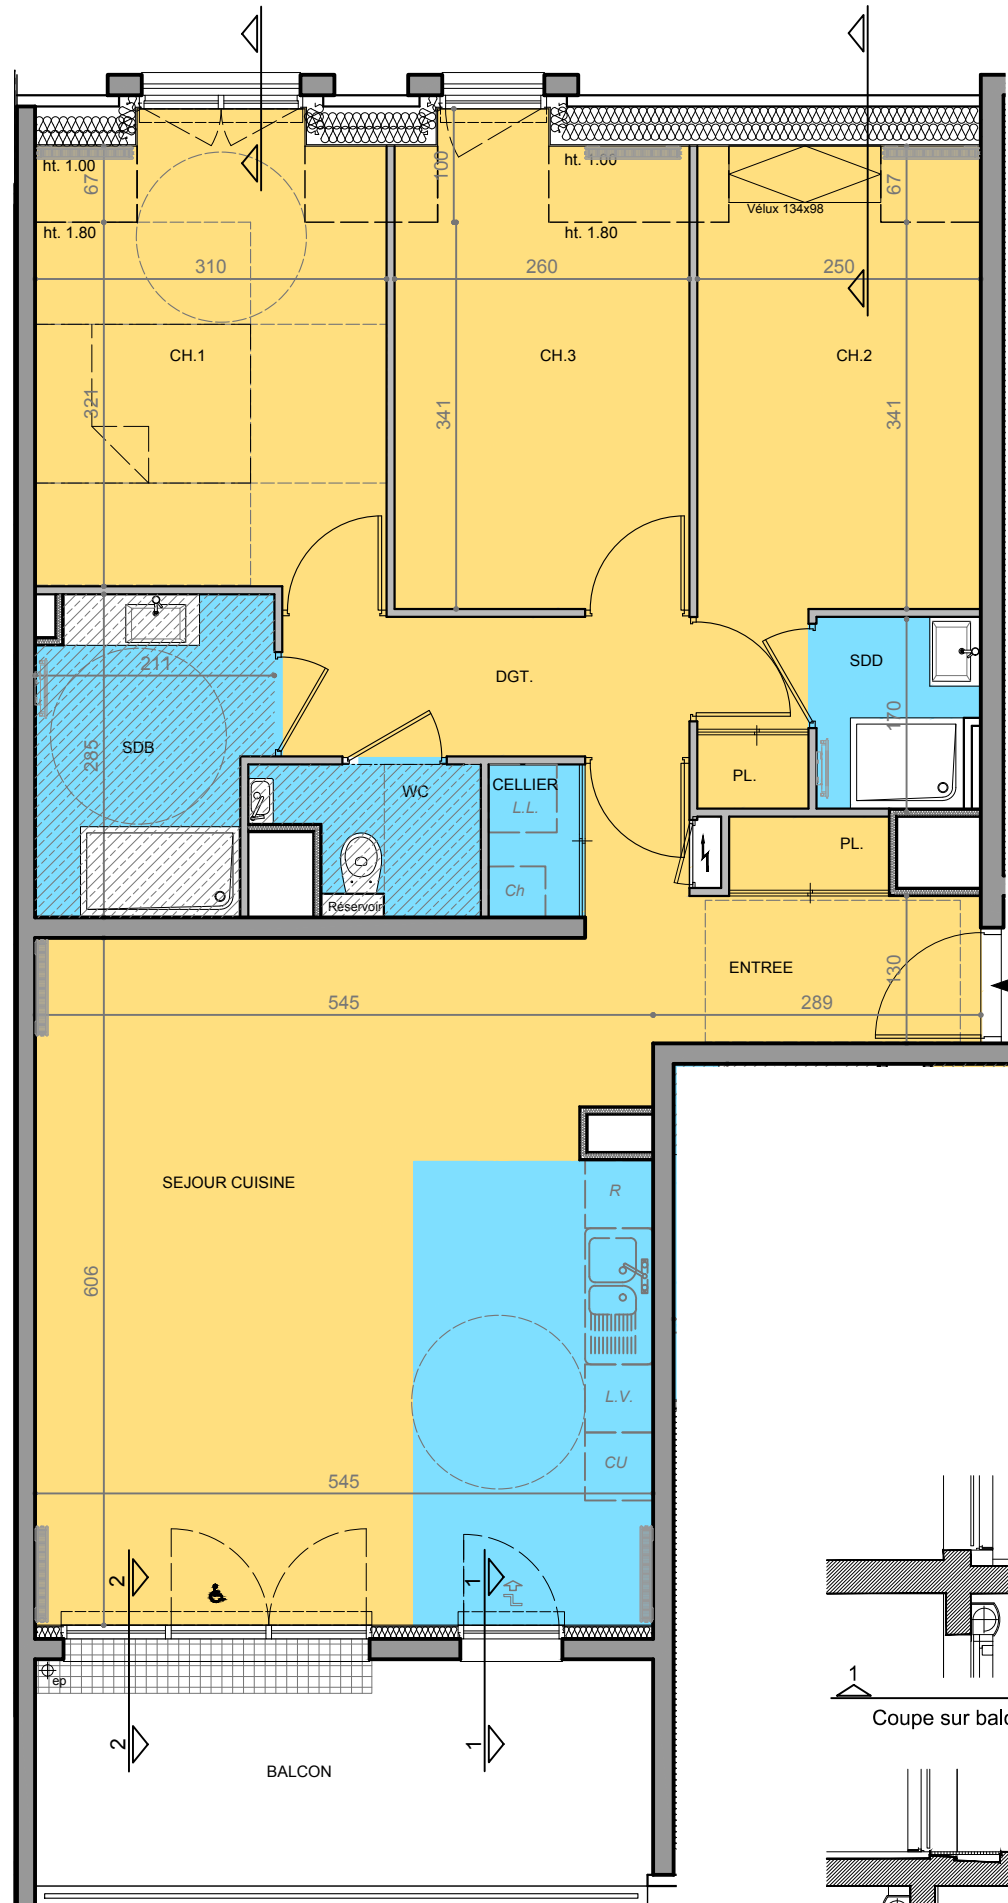 ht. 1.00
67
100
ht. 1.00
67
Vélux 134x98
ht. 1.80
ht. 1.80
310
260
250
CH.1
CH.3
CH.2
321
341
341
211
SDB
285
DGT.
SDD
170
WC
CELLIER
L.L.
PL.
PL.
Ch
Réservoir
ENTREE
130
545
289
SEJOUR CUISINE
R
606
L.V.
CU
545
2
1
ep
2
1
BALCON
1
Coupe sur balc